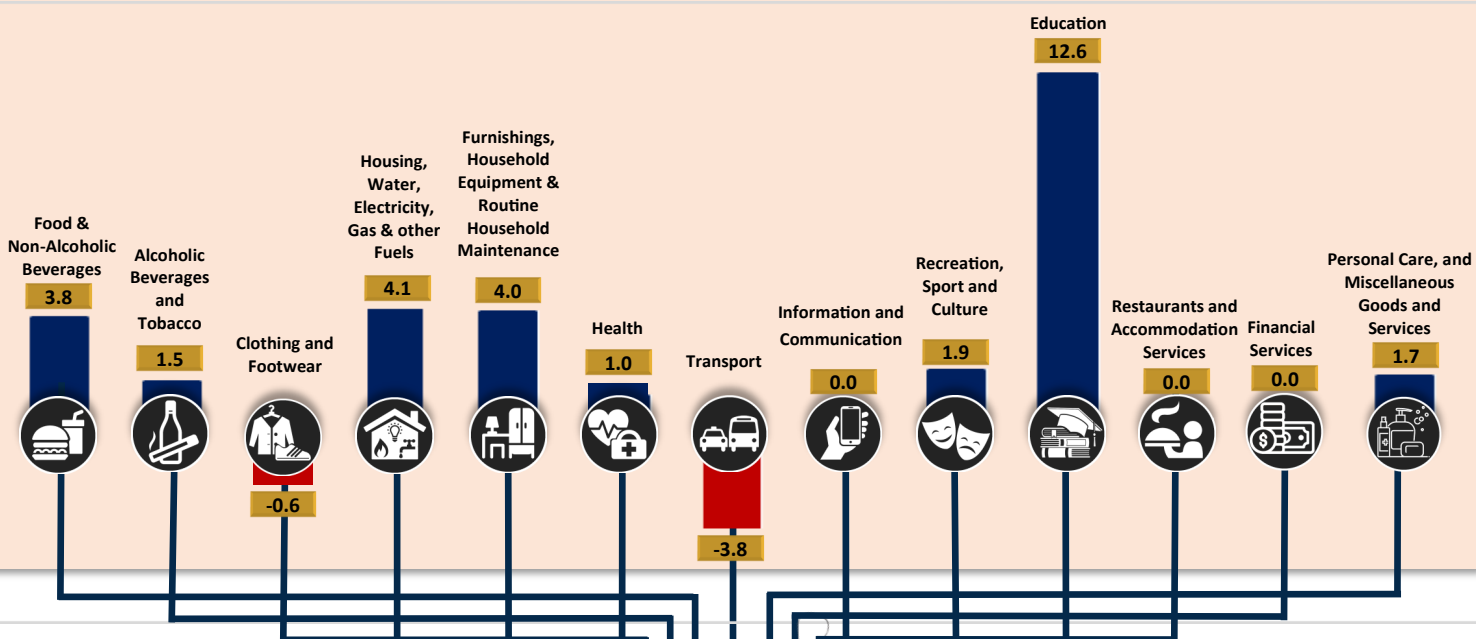 Food &
Non-Alcoholic
Beverages
3.8
Alcoholic
Beverages
and
Tobacco
1.5
Clothing and
Footwear
-0.6
Housing,
Water,
Electricity,
Gas & other
Fuels
4.1
Furnishings,
Household
Equipment &
Routine
Household
Maintenance
4.0
Health
1.0
Transport
-3.8
Information and
Communication
0.0
Recreation,
Sport and
Culture
1.9
Education
12.6
Restaurants and
Accommodation
Services
0.0
Financial
Services
0.0
Personal Care, and
Miscellaneous
Goods and
Services
1.7